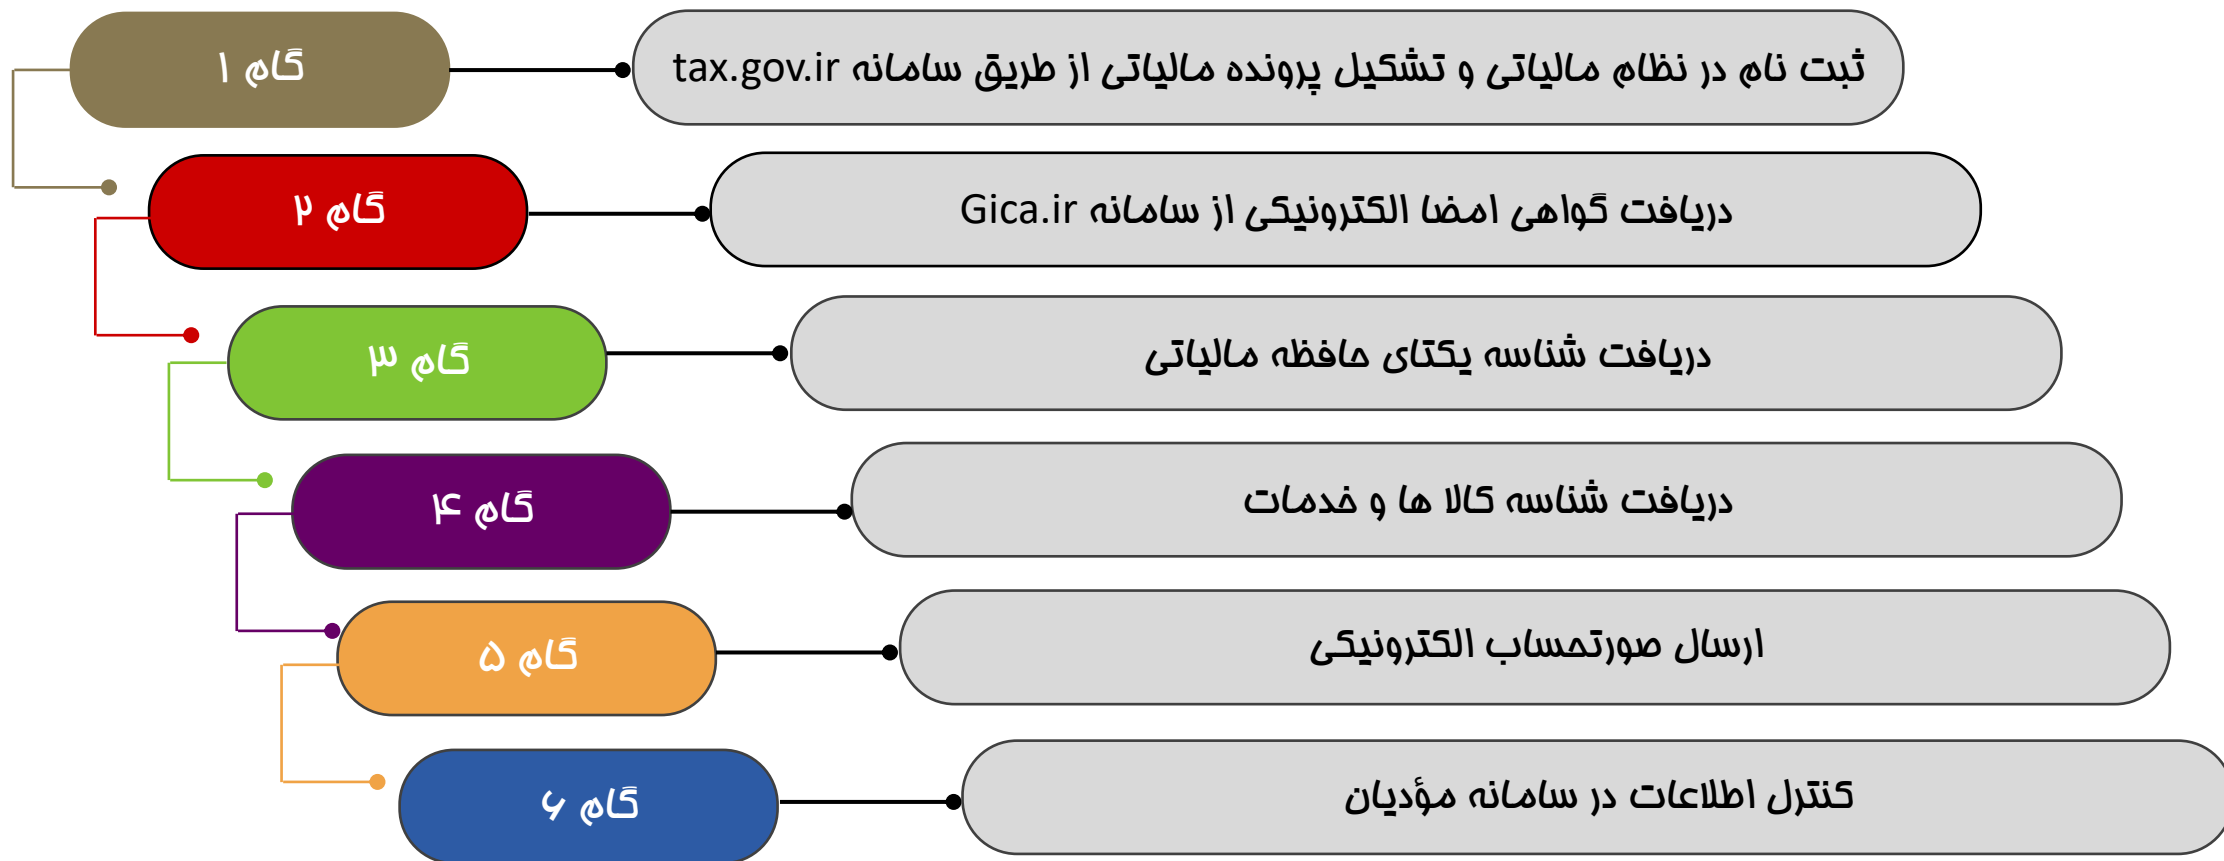 گام ۱
ثبت نام در نظام مالیاتی و تشکیل پرونده مالیاتی از طریق سامانه tax.gov.ir
گام ۲
دریافت گواهی امضا الکترونیکی از سامانه Gica.ir
گام ۳
دریافت شناسه یکتای حافظه مالیاتی
گام ۴
دریافت شناسه کالا ها و خدمات
گام ۵
ارسال صورتحساب الکترونیکی
گام ۶
کنترل اطلاعات در سامانه مؤدیان